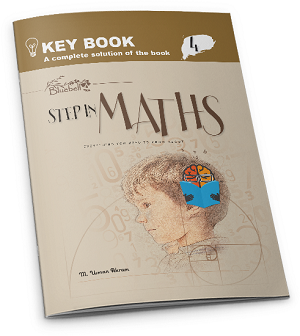 KEY BOOK
A complete solution of the book
4
Bluebell
STEP IN MATHS
M. Usman Akram